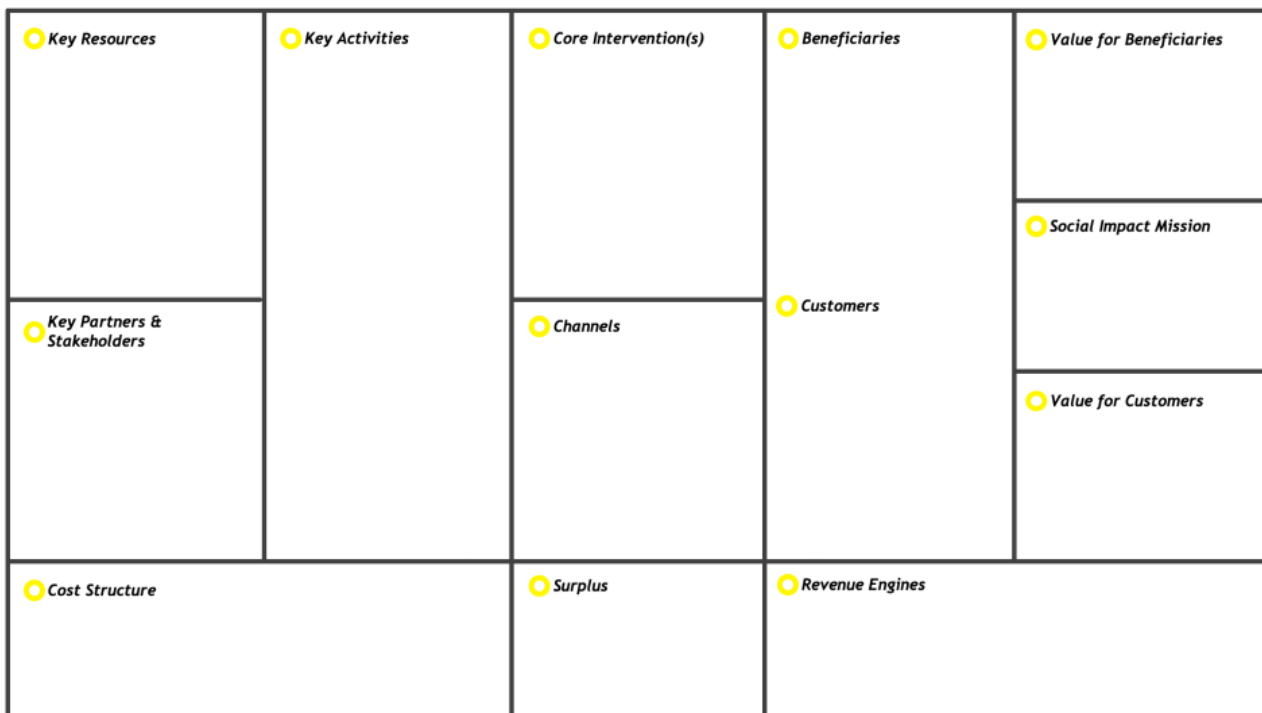 Key Resources
Key Activities
Core Intervention(s)
Beneficiaries
Value for Beneficiaries
Social Impact Mission
Customers
Key Partners &
Stakeholders
Channels
Value for Customers
Cost Structure
Surplus
Revenue Engines